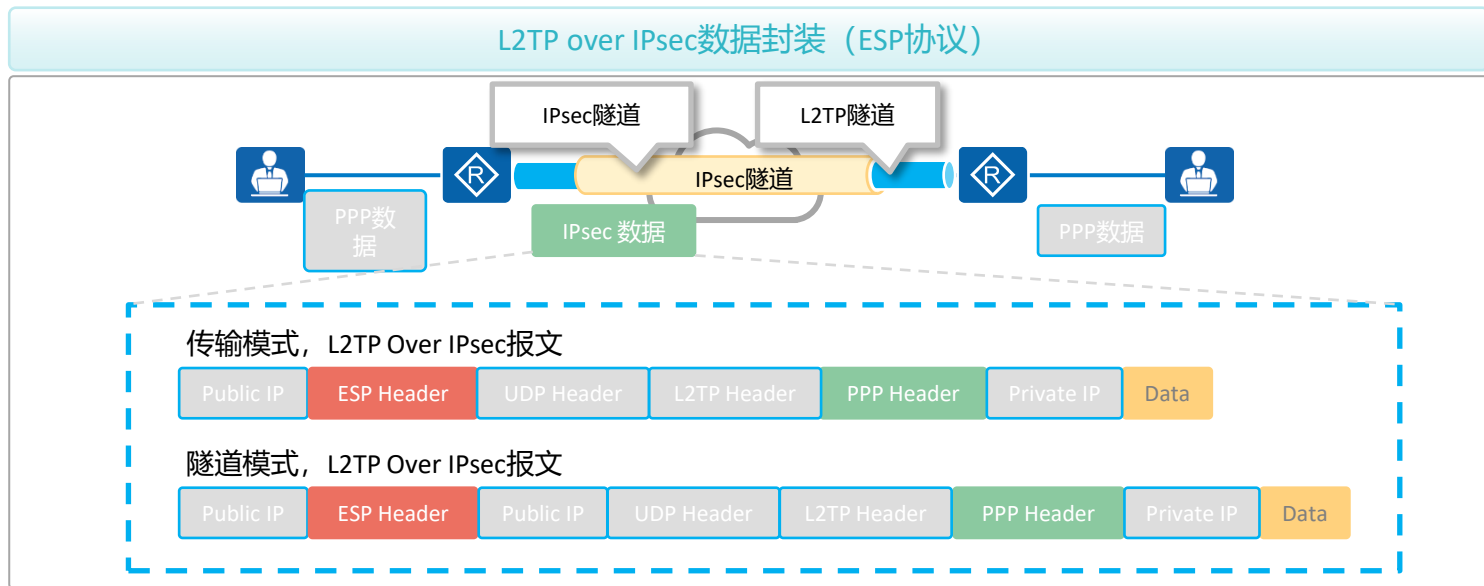 L2TP over IPsec数据封装（ESP协议）
IPsec隧道
L2TP隧道
R
IPsec隧道
R
PPP数
据
IPsec 数据
PPP数据
传输模式，L2TP Over IPsec报文
Public IP ESP Header UDP Header L2TP Header PPP Header Private IP Data
隧道模式，L2TP Over IPsec报文
Public IP ESP Header Public IP UDP Header L2TP Header PPP Header Private IP Data